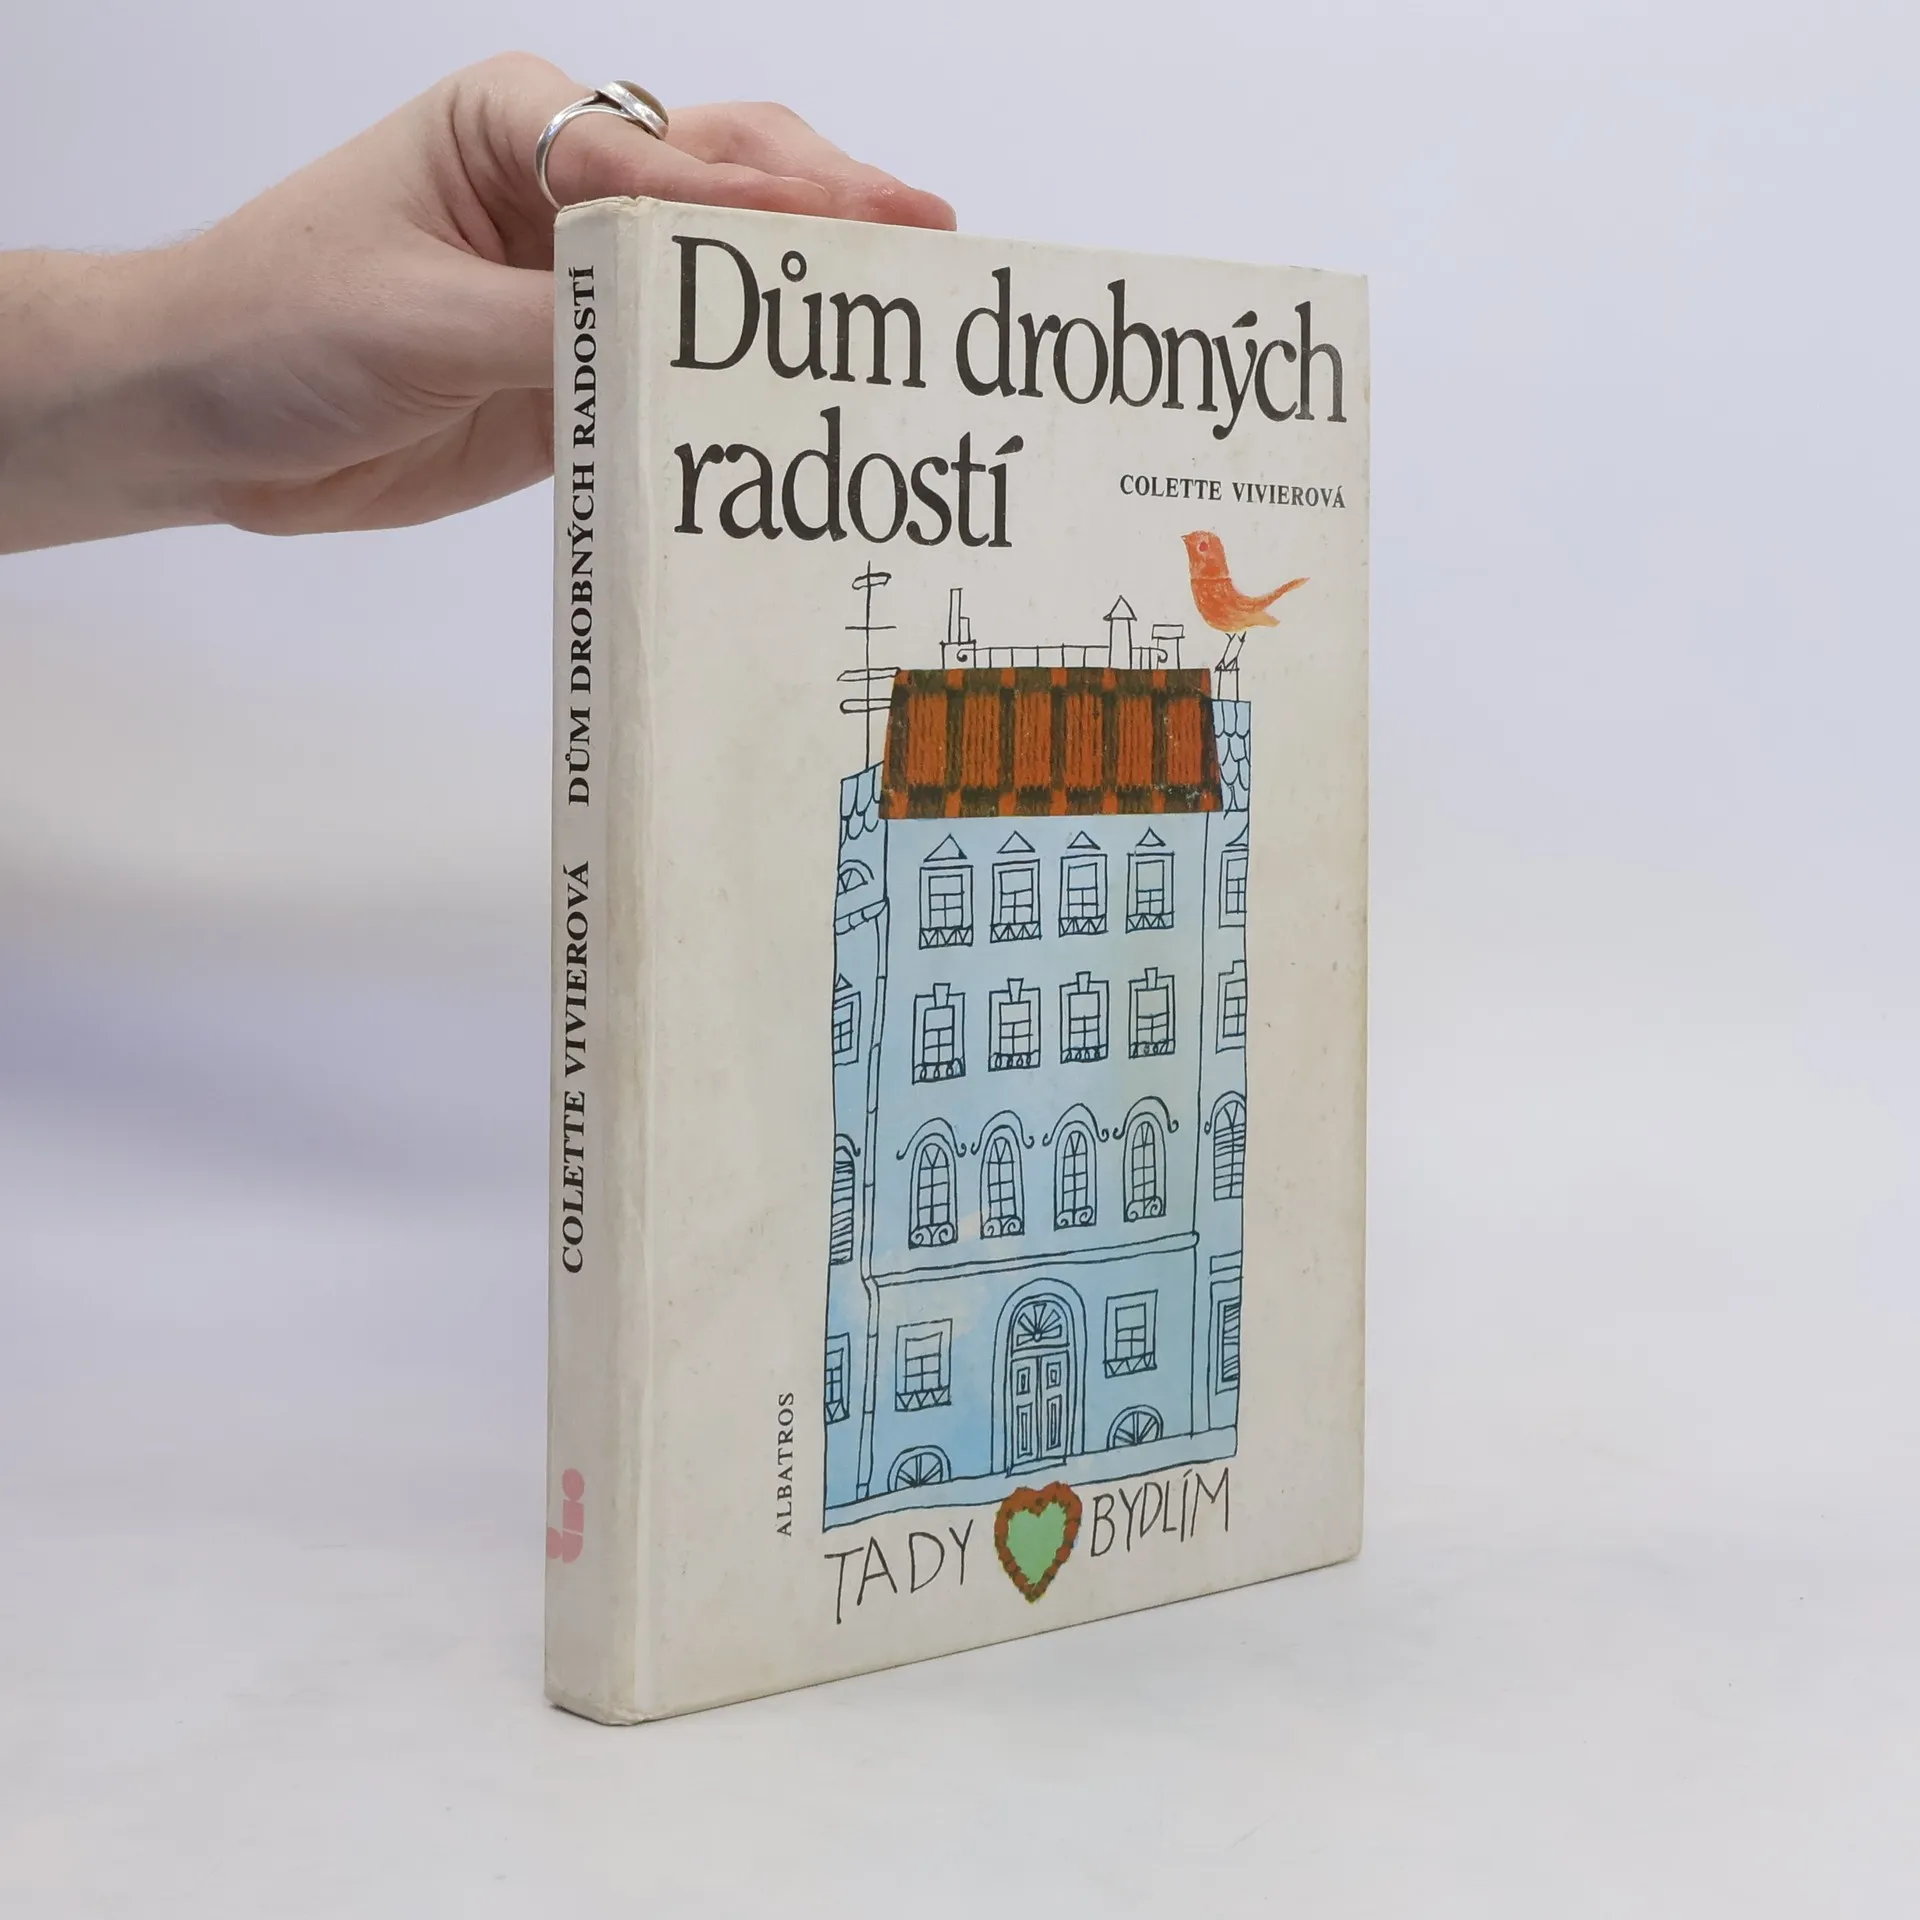 Dům drobných
radostí
COLETTE VIVIEROVÁ
ALBATROS
TADY BYDLÍM
COLETTE VIVIEROVÁ DŮM DROBNÝCH RADOSTÍ